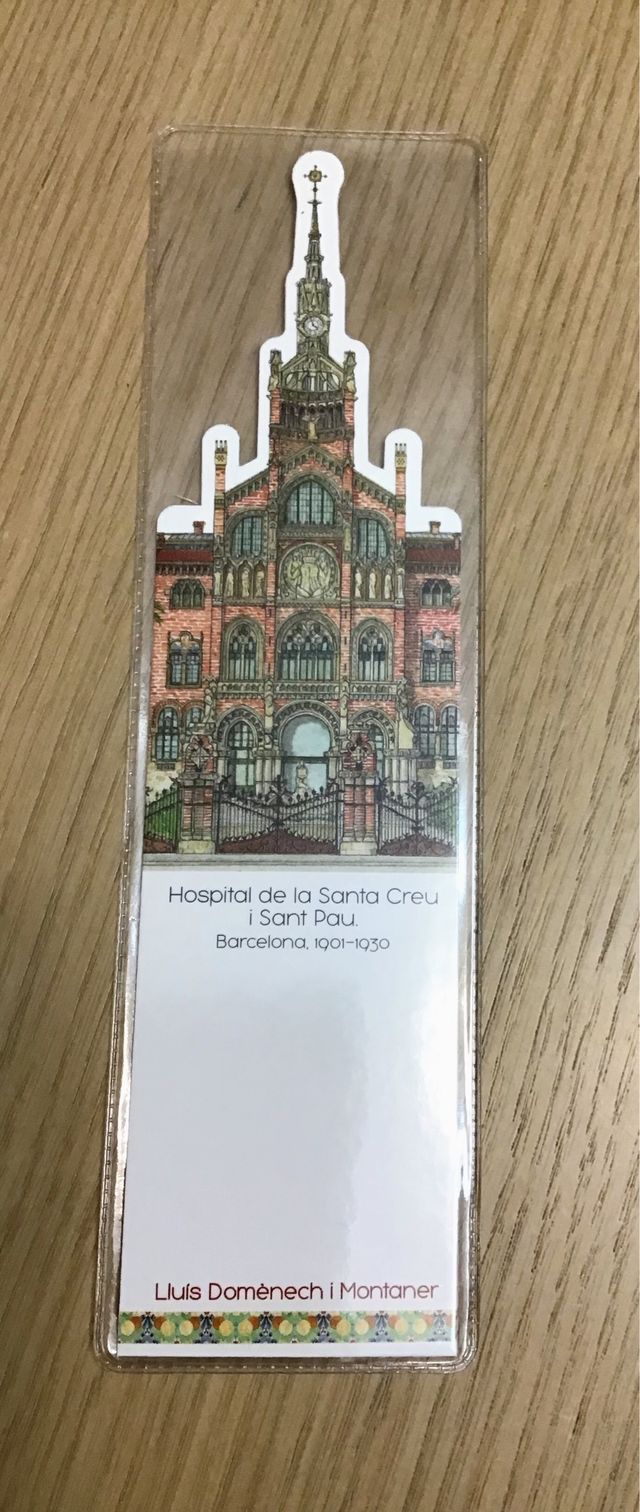 Hospital de la Santa Creu
i Sant Pau.
Barcelona, 1901-1930
Lluís Domènech i Montaner